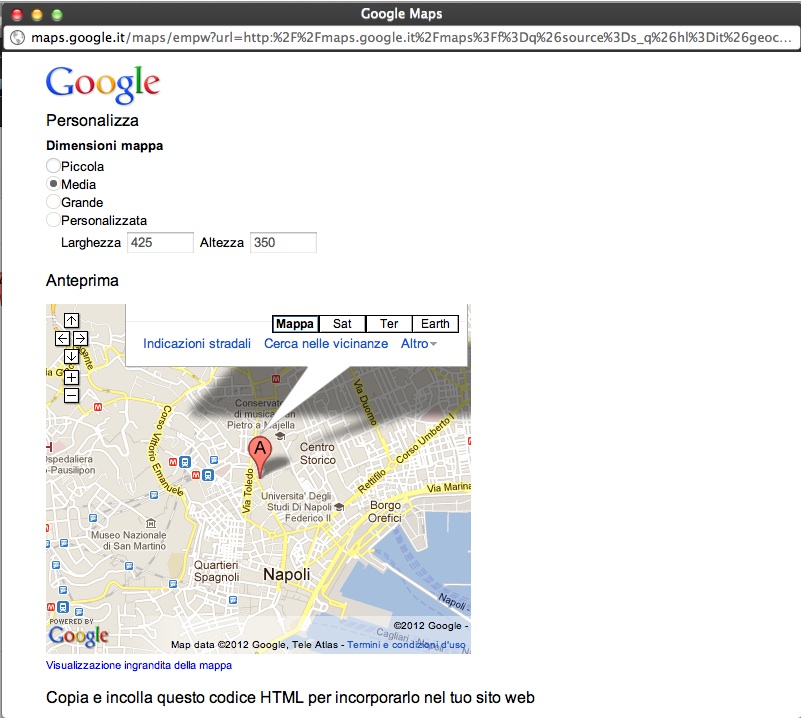 Google Maps
maps.google.it/maps/empw?url=http:%2F%2Fmaps.google.it%2Fmaps%3Ff%3Dq%26source%3Ds_q%26hl%3Dit%26geoc...
Google
Personalizza
Dimensioni mappa
Piccola
Media
Grande
Personalizzata
Larghezza 425 Altezza 350
Anteprima
Mappa Sat Ter Earth
Indicazioni stradali Cerca nelle vicinanze Altro
Via Duomo
Corso Umberto I
Corso Vittorio Emanuele
Pietro a Majella
A
Centro
Storico
Ospedaliera
-Pausilipon
Via Toledo
Rettifilo
Via Marina
Universita' Degli
Studi Di Napoli
Federico II
Borgo
Orefici
Museo Nazionale
di San Martino
Quartieri
Spagnoli
Napoli
Napoli -
POWERED BY
Google
©2012 Google -
Cagliari - Napoli
Map data ©2012 Google, Tele Atlas - Termini e condizioni d'uso
Visualizzazione ingrandita della mappa
Copia e incolla questo codice HTML per incorporarlo nel tuo sito web